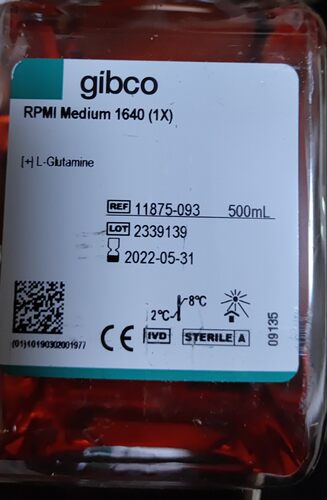 gibco
RPMI Medium 1640 (1X)
[+] L-Glutamine
REF 11875-093 500mL
LOT 2339139
2022-05-31
2°C 8°C
CE IVD STERILE A
09135
(01)10190302001977